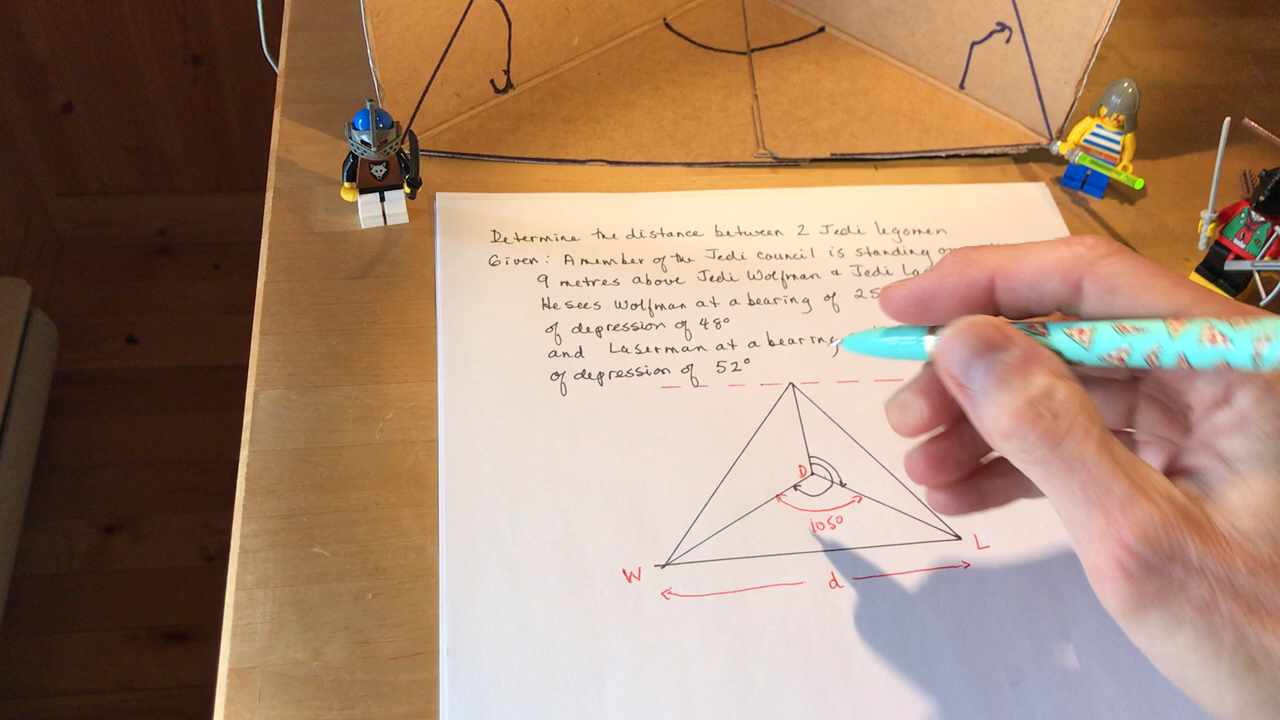 Determine the distance between 2 Jedi legomen
Given: A member of the Jedi council is standing
9 metres above Jedi Wolfman & Jedi
He sees Wolfman at a bearing of 25
of depression of 48°
and Laserman at a bearing
of depression of 52°
D
105°
W
L
d